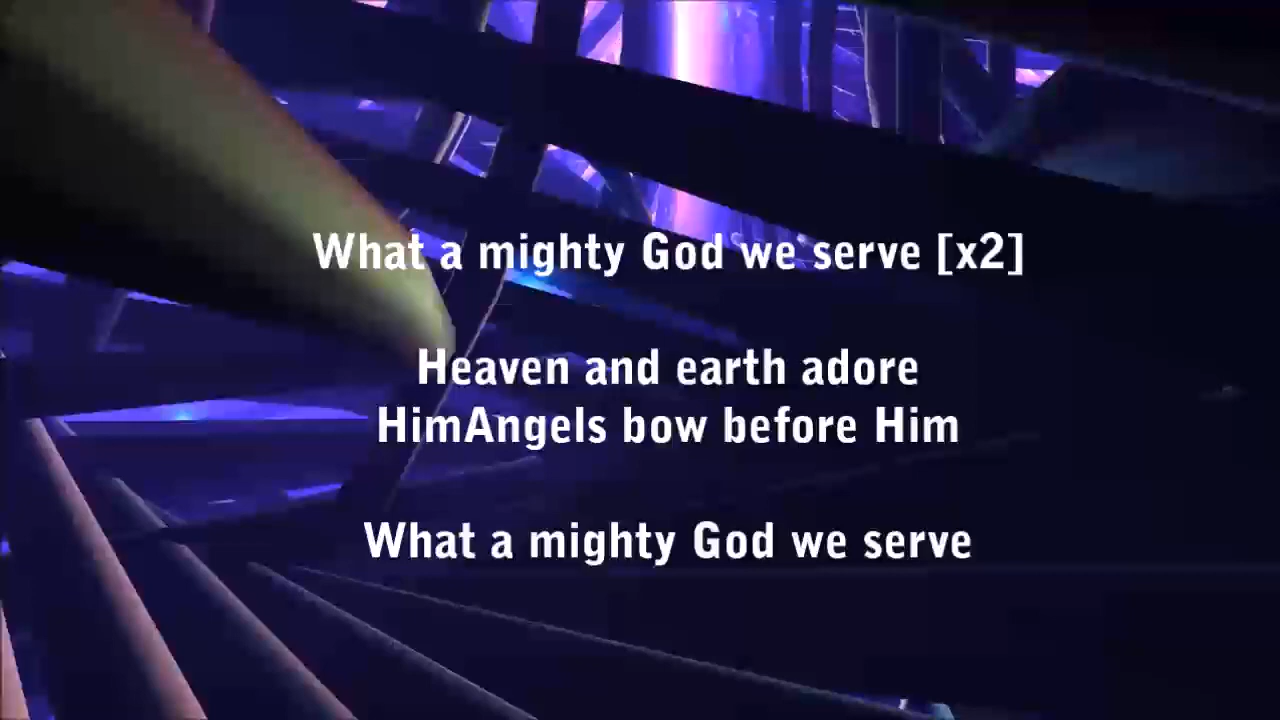 What a mighty God we serve [x2]
Heaven and earth adore
HimAngels bow before Him
What a mighty God we serve